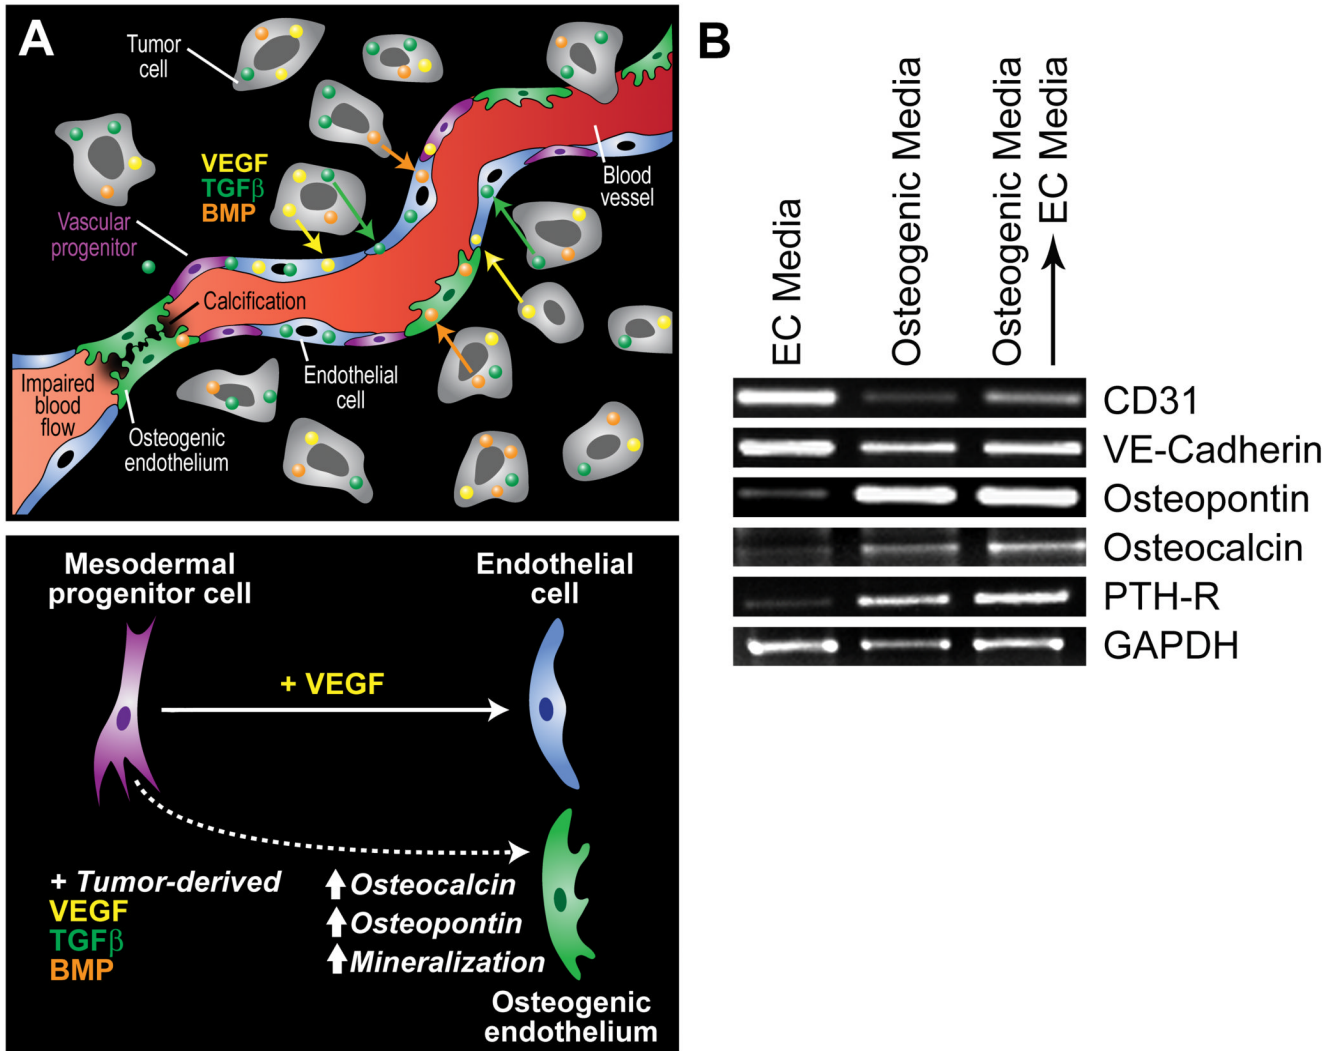 A
Tumor
cell
VEGF
TGFβ
BMP
Blood
vessel
Vascular
progenitor
Calcification
Endothelial
cell
Impaired
blood
flow
Osteogenic
endothelium
Mesodermal
progenitor cell
Endothelial
cell
+ VEGF
+ Tumor-derived
VEGF
TGFβ
BMP
Osteocalcin
Osteopontin
Mineralization
Osteogenic
endothelium
B
EC Media
Osteogenic Media
Osteogenic Media
EC Media
CD31
VE-Cadherin
Osteopontin
Osteocalcin
PTH-R
GAPDH